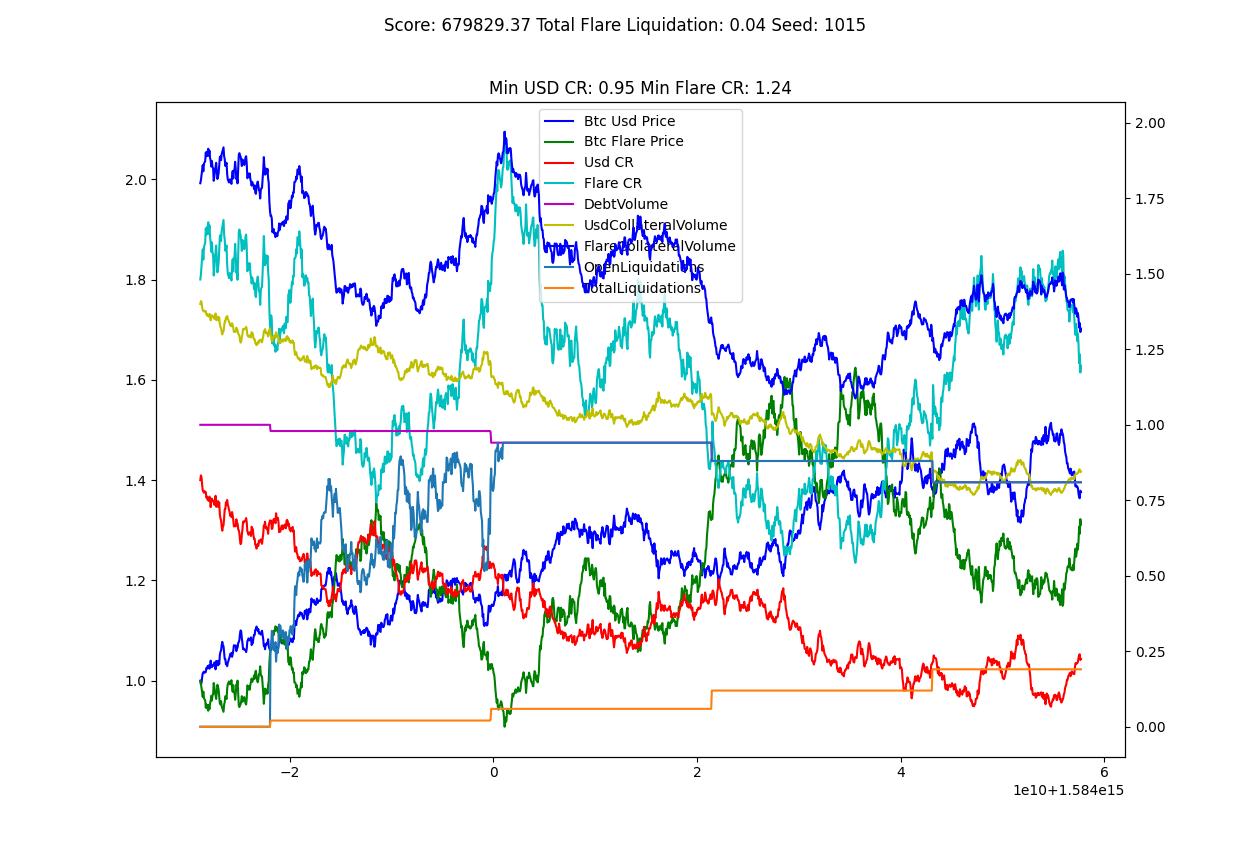 Score: 679829.37 Total Flare Liquidation: 0.04 Seed: 1015
Min USD CR: 0.95 Min Flare CR: 1.24
Btc Usd Price
Btc Flare Price
Usd CR
Flare CR
DebtVolume
UsdCollateralVolume
FlareCollateralVolume
OpenLiquidations
TotalLiquidations
2.0
1.8
1.6
1.4
1.2
1.0
2.00
1.75
1.50
1.25
1.00
0.75
0.50
0.25
0.00
−2
0
2
4
6
1e10+1.584e15